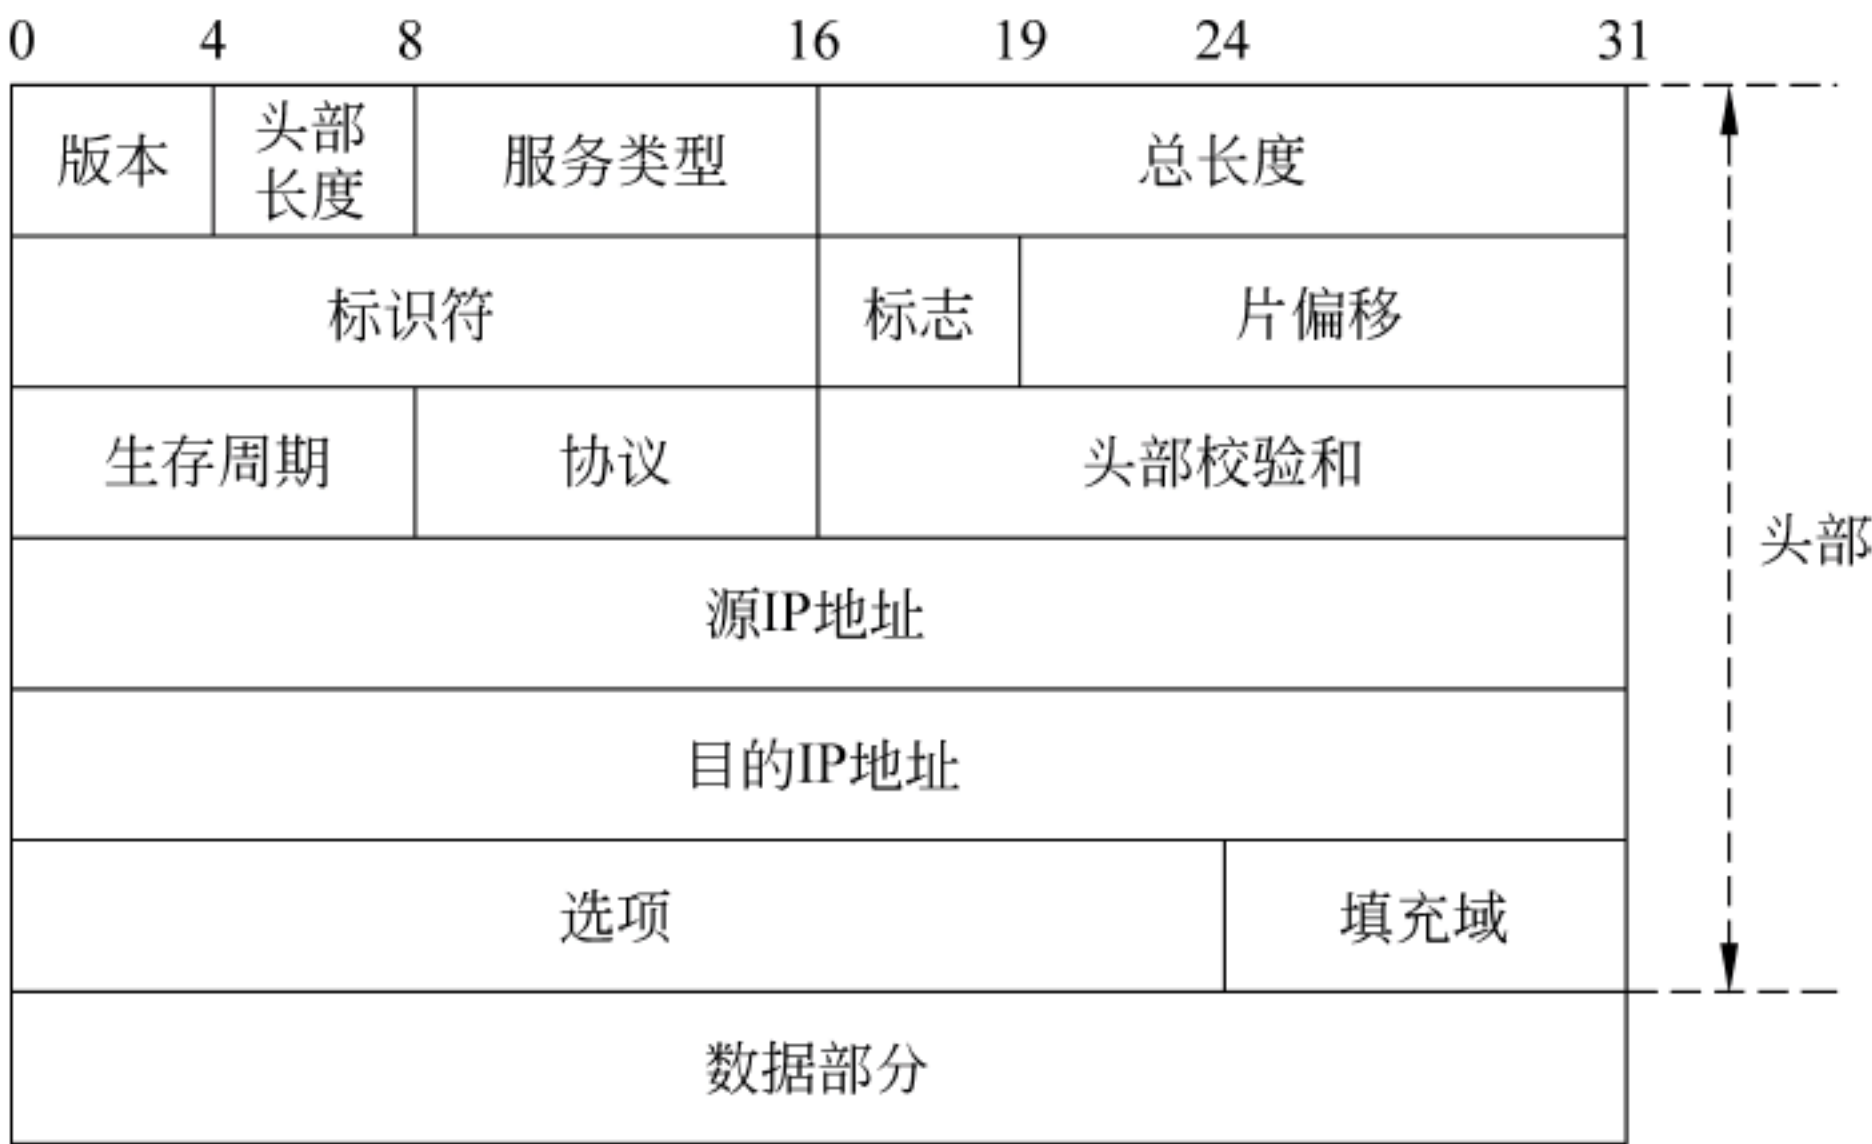 0 4 8 16 19 24 31
版本 头部长度 服务类型 总长度
标识符 标志 片偏移
生存周期 协议 头部校验和
头部
源IP地址
目的IP地址
选项 填充域
数据部分